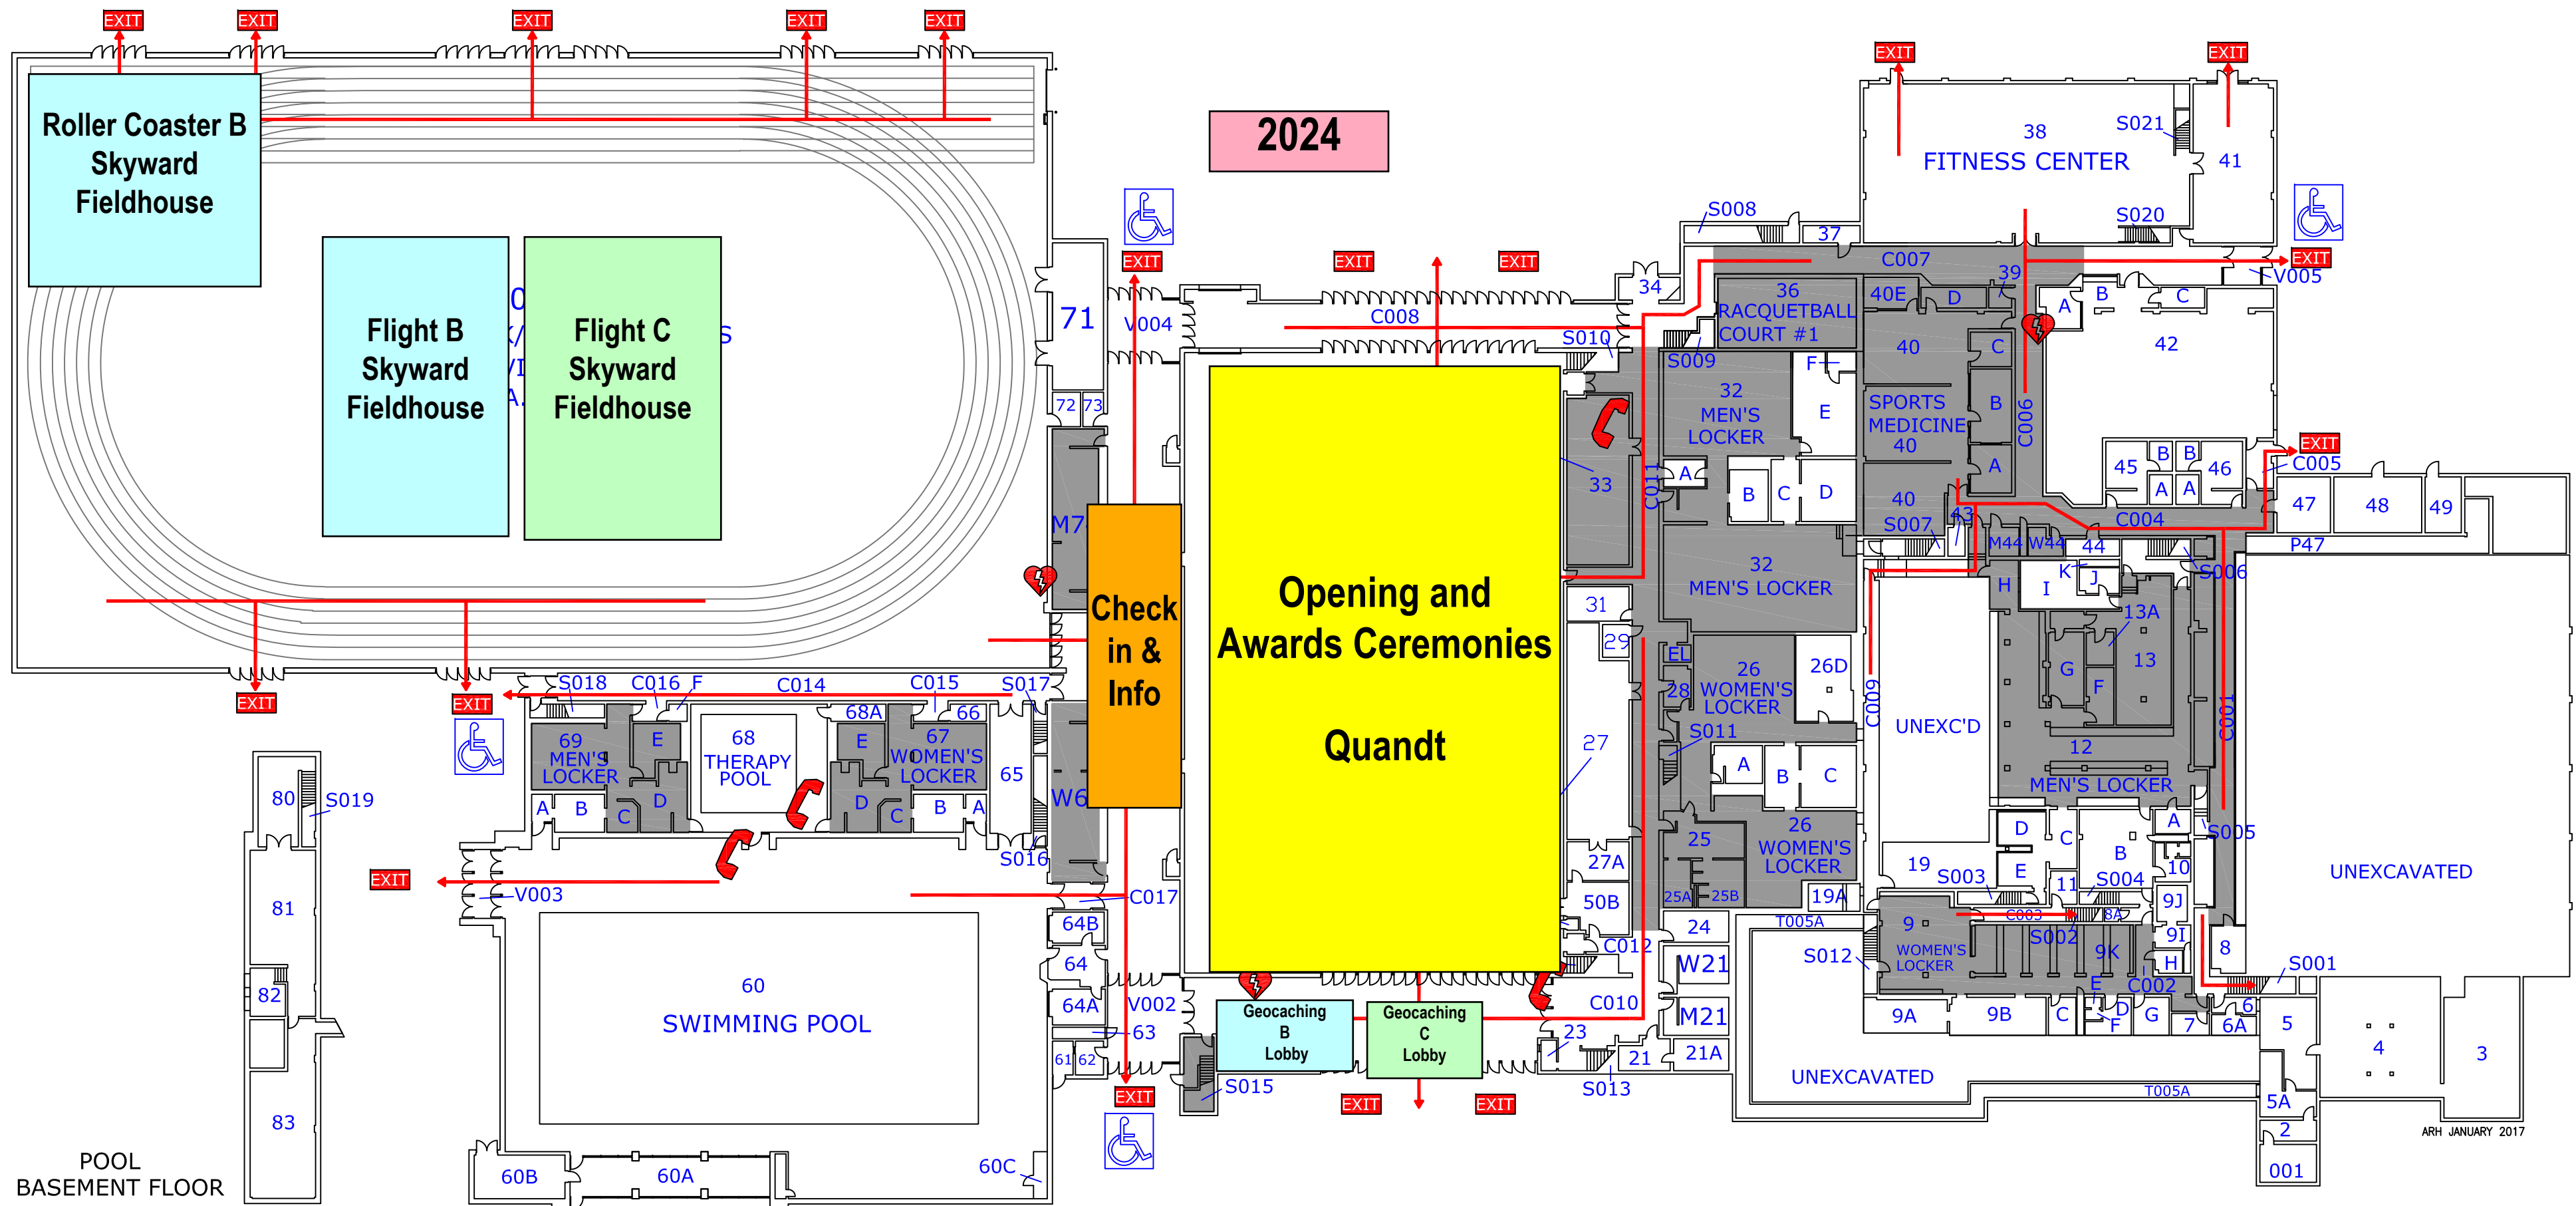 EXIT
EXIT
EXIT
EXIT
EXIT
Roller Coaster B
Skyward
Fieldhouse
Flight B
Skyward
Fieldhouse
Flight C
Skyward
Fieldhouse
71
72
73
2024
EXIT
V004
EXIT
EXIT
C008
S010
34
EXIT
EXIT
38
FITNESS CENTER
S021
41
S020
S008
37
C007
39
EXIT
V005
36
RACQUETBALL
COURT #1
S009
40E
D
A
B
C
42
40
C
B
A
SPORTS
MEDICINE
40
40
C006
F
E
32
MEN'S
LOCKER
A
B
C
D
33
C011
32
MEN'S LOCKER
45
B
A
B
A
46
EXIT
C005
47
48
49
P47
C004
S007
43
M44
W44
44
S006
K
J
H
I
13A
13
G
F
12
MEN'S LOCKER
C001
C009
UNEXC'D
Check
in &
Info
Opening and
Awards Ceremonies
Quandt
31
29
EL
28
26
WOMEN'S
LOCKER
26D
S011
27
A
B
C
25
25A
25B
26
WOMEN'S
LOCKER
27A
50B
C012
24
W21
M21
21A
21
23
S013
C010
19A
T005A
19
D
E
C
B
A
10
11
S003
S004
S005
9J
9I
H
8A
C003
S002
9
WOMEN'S
LOCKER
9K
S012
C002
8
S001
9A
9B
C
E
F
D
G
7
6
6A
5
5A
2
001
4
3
UNEXCAVATED
UNEXCAVATED
T005A
ARH JANUARY 2017
EXIT
EXIT
S018
C016
F
C014
C015
S017
68A
66
69
MEN'S
LOCKER
E
68
THERAPY
POOL
E
67
WOMEN'S
LOCKER
65
A
B
C
D
D
C
B
A
S016
EXIT
V003
C017
64B
64
64A
63
61
62
V002
EXIT
60
SWIMMING POOL
60A
60B
60C
Geocaching
B
Lobby
Geocaching
C
Lobby
S015
EXIT
EXIT
80
S019
81
82
83
POOL
BASEMENT FLOOR